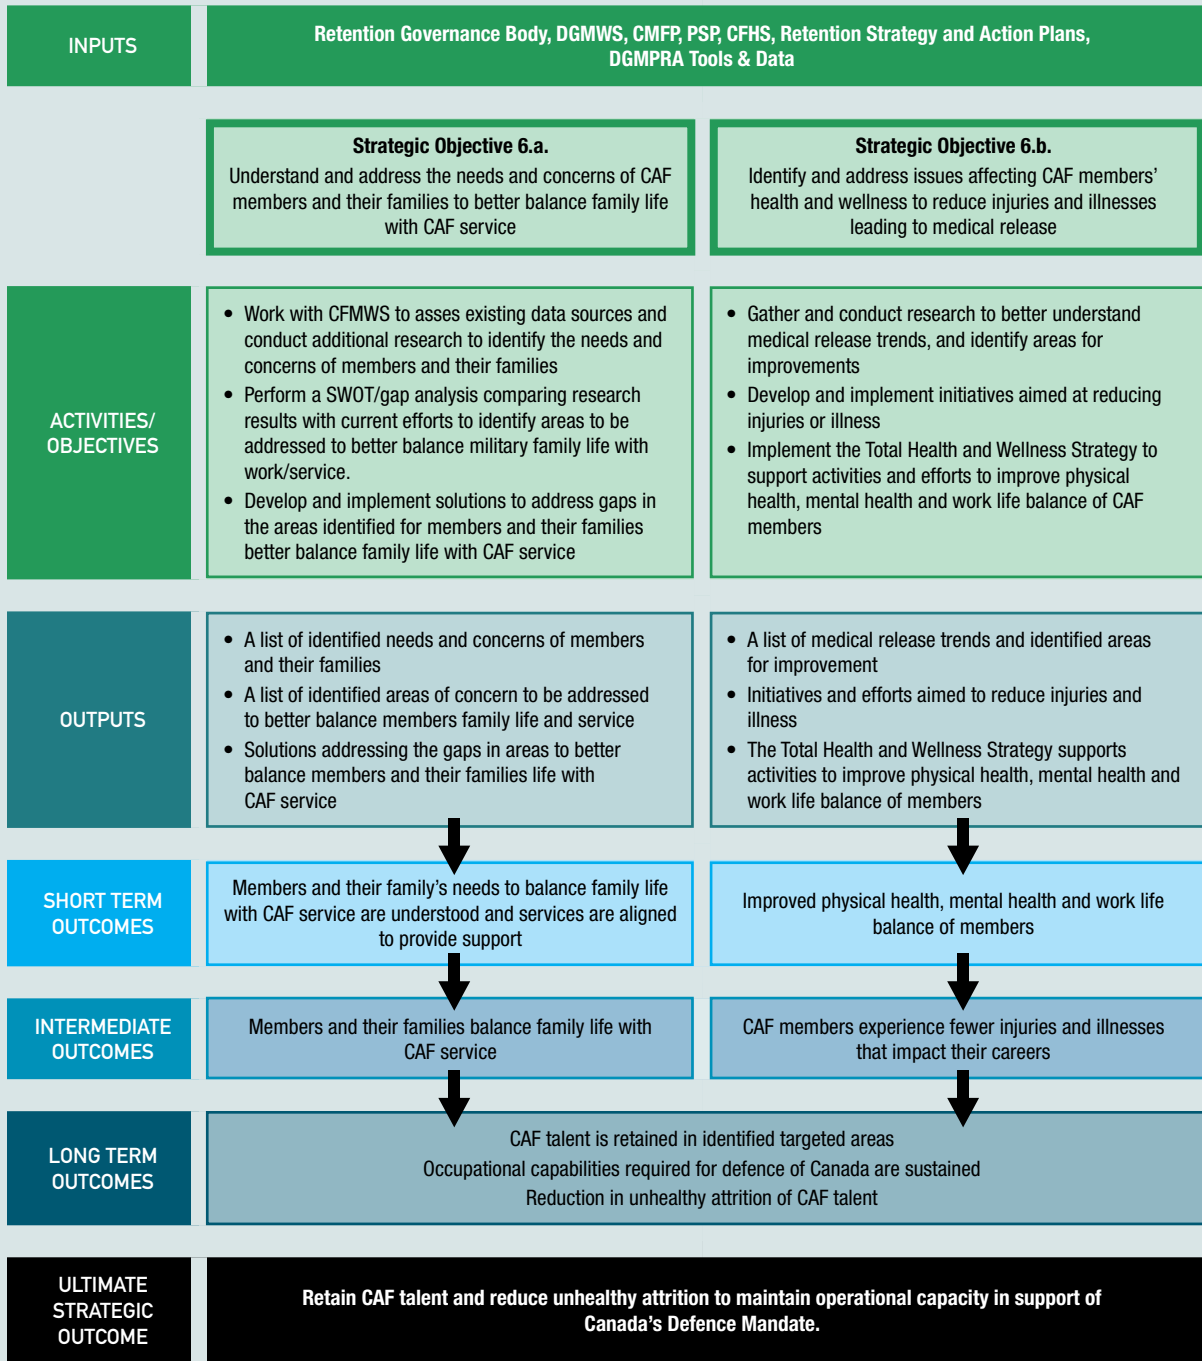 INPUTS
Retention Governance Body, DGMWS, CMFP, PSP, CFHS, Retention Strategy and Action Plans,
DGMPRA Tools & Data
Strategic Objective 6.a.
Understand and address the needs and concerns of CAF
members and their families to better balance family life
with CAF service
Strategic Objective 6.b.
Identify and address issues affecting CAF members'
health and wellness to reduce injuries and illnesses
leading to medical release
ACTIVITIES/
OBJECTIVES
• Work with CFMWS to asses existing data sources and
conduct additional research to identify the needs and
concerns of members and their families
• Perform a SWOT/gap analysis comparing research
results with current efforts to identify areas to be
addressed to better balance military family life with
work/service.
• Develop and implement solutions to address gaps in
the areas identified for members and their families
better balance family life with CAF service
• Gather and conduct research to better understand
medical release trends, and identify areas for
improvements
• Develop and implement initiatives aimed at reducing
injuries or illness
• Implement the Total Health and Wellness Strategy to
support activities and efforts to improve physical
health, mental health and work life balance of CAF
members
OUTPUTS
• A list of identified needs and concerns of members
and their families
• A list of identified areas of concern to be addressed
to better balance members family life and service
• Solutions addressing the gaps in areas to better
balance members and their families life with
CAF service
• A list of medical release trends and identified areas
for improvement
• Initiatives and efforts aimed to reduce injuries and
illness
• The Total Health and Wellness Strategy supports
activities to improve physical health, mental health and
work life balance of members
SHORT TERM
OUTCOMES
Members and their family's needs to balance family life
with CAF service are understood and services are aligned
to provide support
Improved physical health, mental health and work life
balance of members
INTERMEDIATE
OUTCOMES
Members and their families balance family life with
CAF service
CAF members experience fewer injuries and illnesses
that impact their careers
LONG TERM
OUTCOMES
CAF talent is retained in identified targeted areas
Occupational capabilities required for defence of Canada are sustained
Reduction in unhealthy attrition of CAF talent
ULTIMATE
STRATEGIC
OUTCOME
Retain CAF talent and reduce unhealthy attrition to maintain operational capacity in support of
Canada's Defence Mandate.